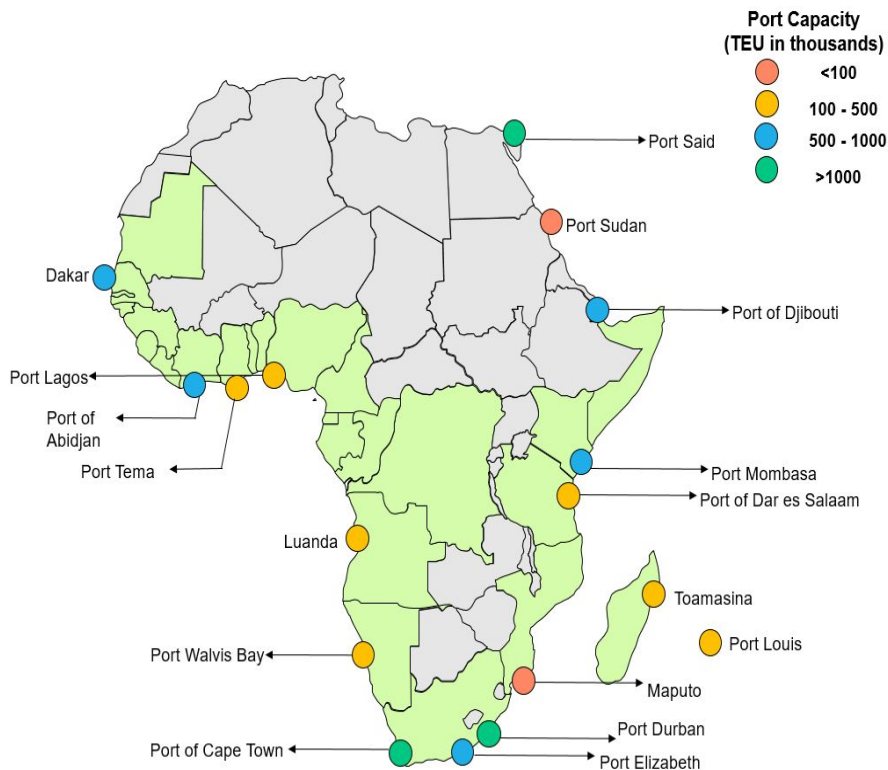 Port Capacity
(TEU in thousands)
<100
100 - 500
500 - 1000
>1000
Port Said
Port Sudan
Dakar
Port of Djibouti
Port Lagos
Port of
Abidjan
Port Tema
Port Mombasa
Port of Dar es Salaam
Luanda
Toamasina
Port Louis
Port Walvis Bay
Maputo
Port Durban
Port of Cape Town
Port Elizabeth